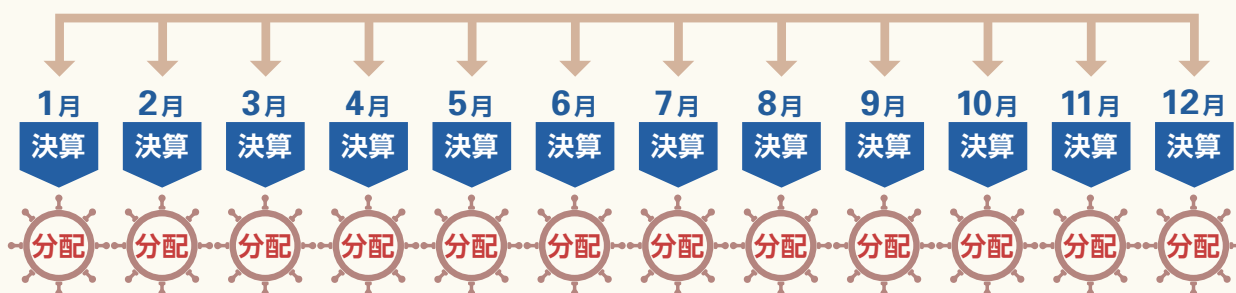 1月 2月 3月 4月 5月 6月 7月 8月 9月 10月 11月 12月
決算 決算 決算 決算 決算 決算 決算 決算 決算 決算 決算 決算
分配 分配 分配 分配 分配 分配 分配 分配 分配 分配 分配 分配